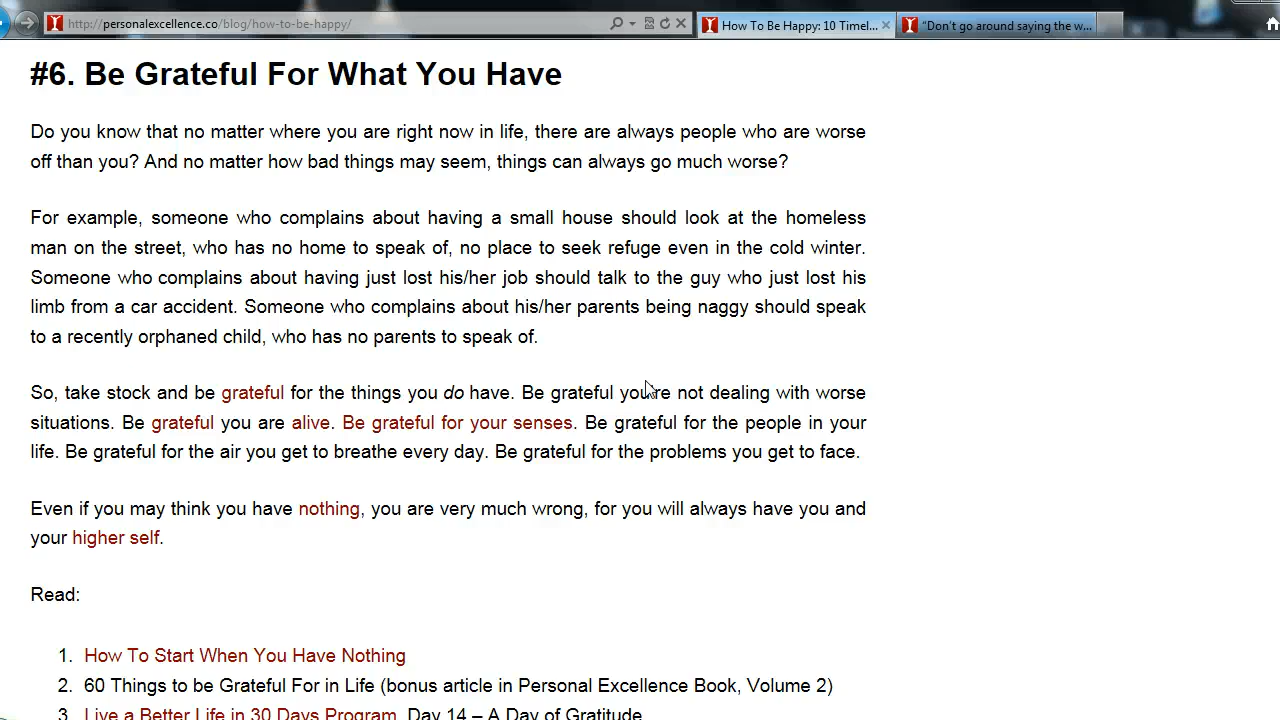 http://personalexcellence.co/blog/how-to-be-happy/
How To Be Happy: 10 Timel...
"Don't go around saying the w...
#6. Be Grateful For What You Have
Do you know that no matter where you are right now in life, there are always people who are worse
off than you? And no matter how bad things may seem, things can always go much worse?
For example, someone who complains about having a small house should look at the homeless
man on the street, who has no home to speak of, no place to seek refuge even in the cold winter.
Someone who complains about having just lost his/her job should talk to the guy who just lost his
limb from a car accident. Someone who complains about his/her parents being naggy should speak
to a recently orphaned child, who has no parents to speak of.
So, take stock and be grateful for the things you do have. Be grateful you're not dealing with worse
situations. Be grateful you are alive. Be grateful for your senses. Be grateful for the people in your
life. Be grateful for the air you get to breathe every day. Be grateful for the problems you get to face.
Even if you may think you have nothing, you are very much wrong, for you will always have you and
your higher self.
Read:
1. How To Start When You Have Nothing
2. 60 Things to be Grateful For in Life (bonus article in Personal Excellence Book, Volume 2)
3. Live a Better Life in 30 Days Program, Day 14 – A Day of Gratitude